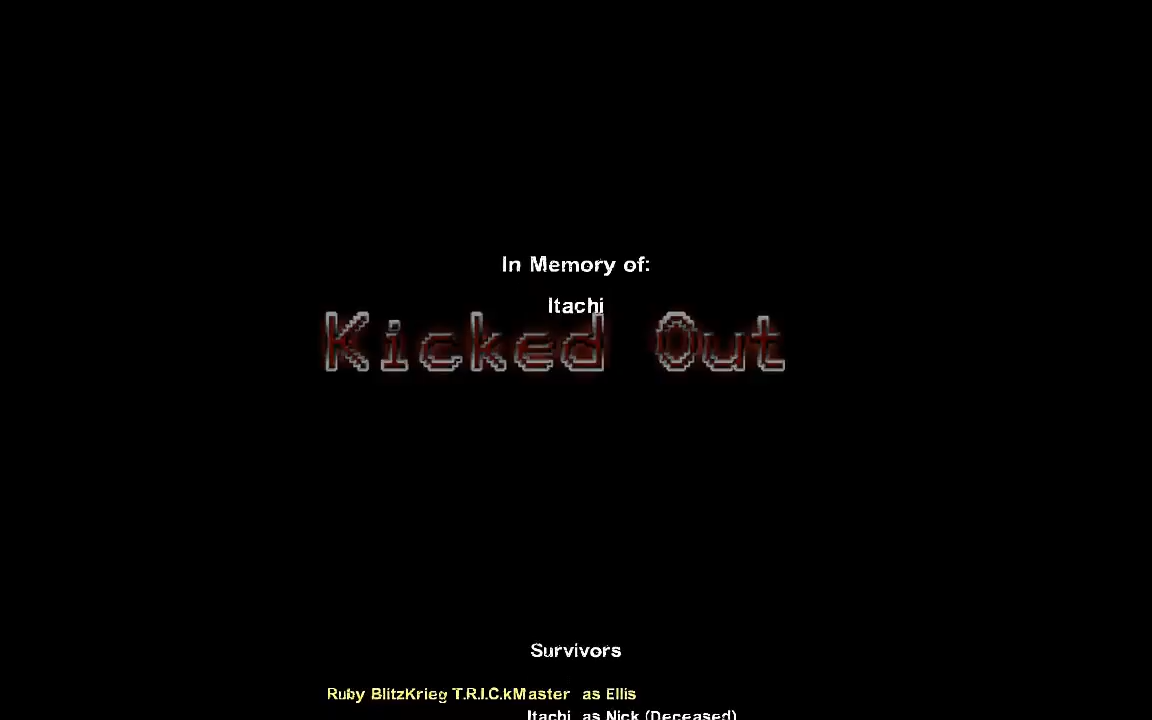 In Memory of:
Itachi
Kicked Out
Survivors
Ruby BlitzKrieg T.R.I.C.kMaster as Ellis
Itachi as Nick (Deceased)